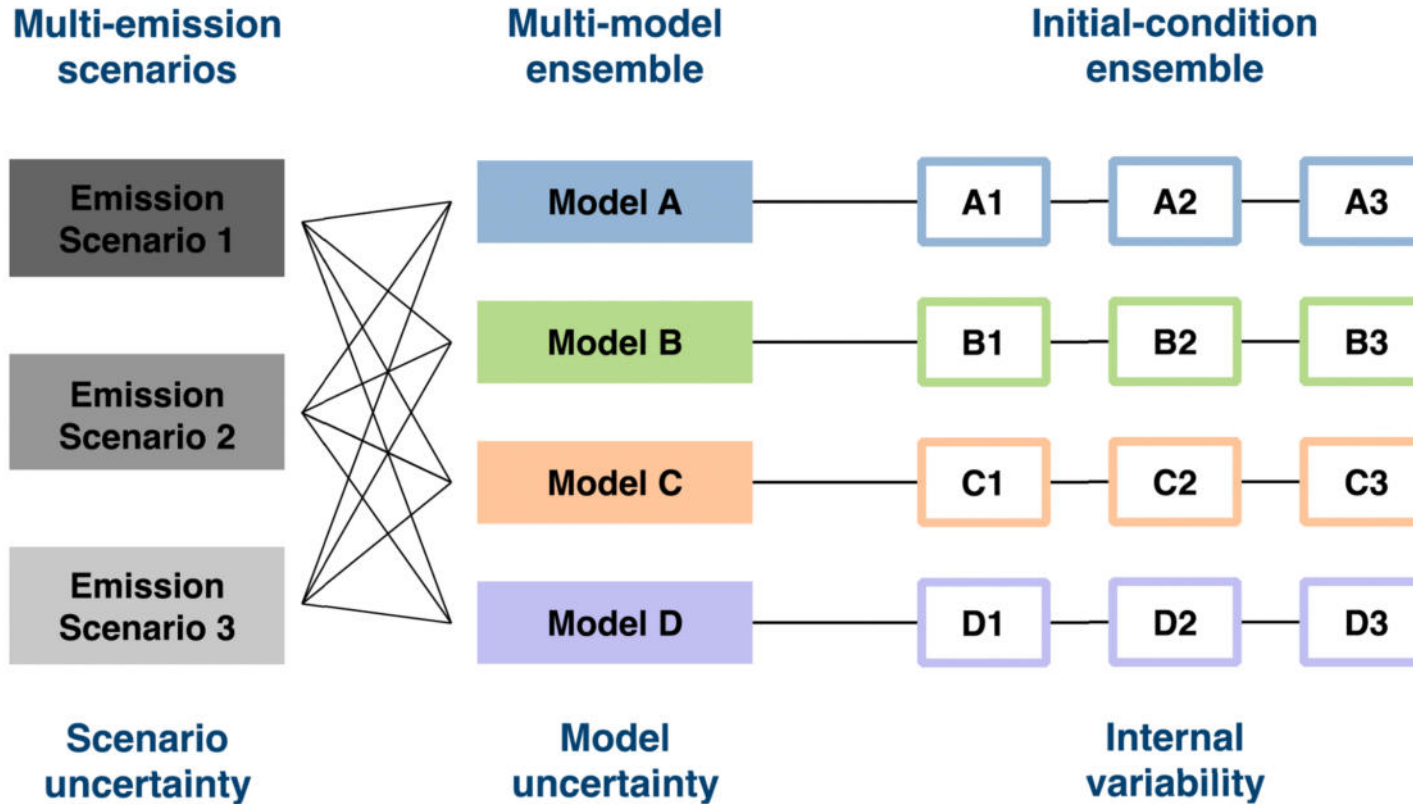 Multi-emission
scenarios
Multi-model
ensemble
Initial-condition
ensemble
Emission
Scenario 1
Model A
A1
A2
A3
Model B
B1
B2
B3
Emission
Scenario 2
Model C
C1
C2
C3
Emission
Scenario 3
Model D
D1
D2
D3
Scenario
uncertainty
Model
uncertainty
Internal
variability